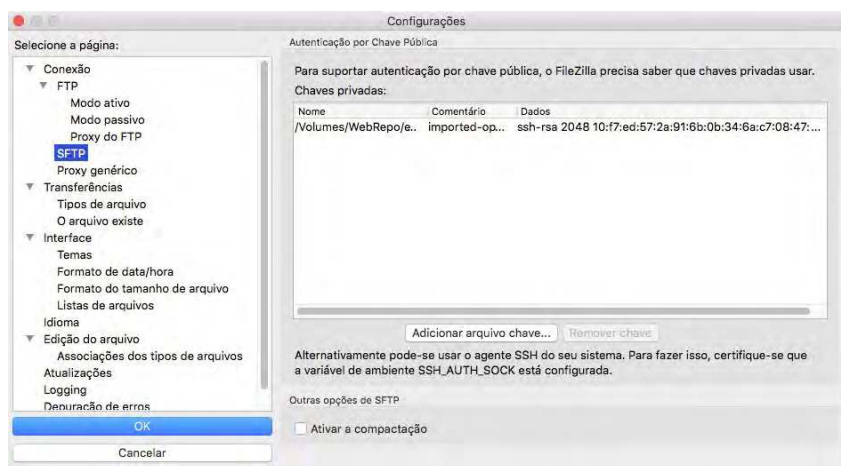 Configurações
Selecione a página:
Conexão
FTP
Modo ativo
Modo passivo
Proxy do FTP
SFTP
Proxy genérico
Transferências
Tipos de arquivo
O arquivo existe
Interface
Temas
Formato de data/hora
Formato do tamanho de arquivo
Listas de arquivos
Idioma
Edição do arquivo
Associações dos tipos de arquivos
Atualizações
Logging
Depuração de erros
OK
Cancelar
Autenticação por Chave Pública
Para suportar autenticação por chave pública, o FileZilla precisa saber que chaves privadas usar.
Chaves privadas:
Nome Comentário Dados
/Volumes/WebRepo/e.. imported-op... ssh-rsa 2048 10:f7:ed:57:2a:91:6b:0b:34:6a:c7:08:47:...
Adicionar arquivo chave... Remover chave
Alternativamente pode-se usar o agente SSH do seu sistema. Para fazer isso, certifique-se que
a variável de ambiente SSH_AUTH_SOCK está configurada.
Outras opções de SFTP
Ativar a compactação